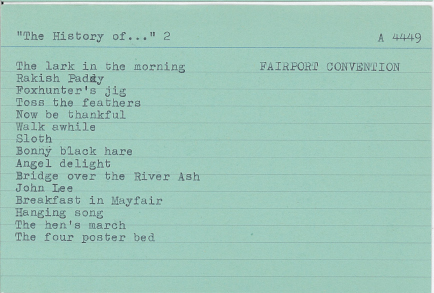 "The History of..." 2 A 4449
The lark in the morning FAIRPORT CONVENTION
Rakish Paddy
Foxhunter's jig
Toss the feathers
Now be thankful
Walk awhile
Sloth
Bonny black hare
Angel delight
Bridge over the River Ash
John Lee
Breakfast in Mayfair
Hanging song
The hen's march
The four poster bed